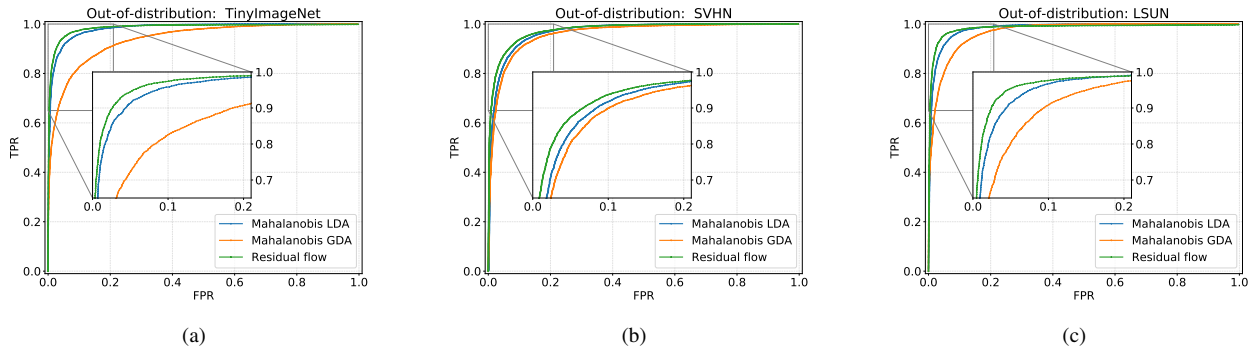 Out-of-distribution: TinyImageNet
TPR
1.0
0.8
0.6
0.4
0.2
0.0
1.0
0.9
0.8
0.7
0.0 0.1 0.2
Mahalanobis LDA
Mahalanobis GDA
Residual flow
0.0 0.2 0.4 0.6 0.8 1.0
FPR
(a)
Out-of-distribution: SVHN
TPR
1.0
0.8
0.6
0.4
0.2
0.0
1.0
0.9
0.8
0.7
0.0 0.1 0.2
Mahalanobis LDA
Mahalanobis GDA
Residual flow
0.0 0.2 0.4 0.6 0.8 1.0
FPR
(b)
Out-of-distribution: LSUN
TPR
1.0
0.8
0.6
0.4
0.2
0.0
1.0
0.9
0.8
0.7
0.0 0.1 0.2
Mahalanobis LDA
Mahalanobis GDA
Residual flow
0.0 0.2 0.4 0.6 0.8 1.0
FPR
(c)